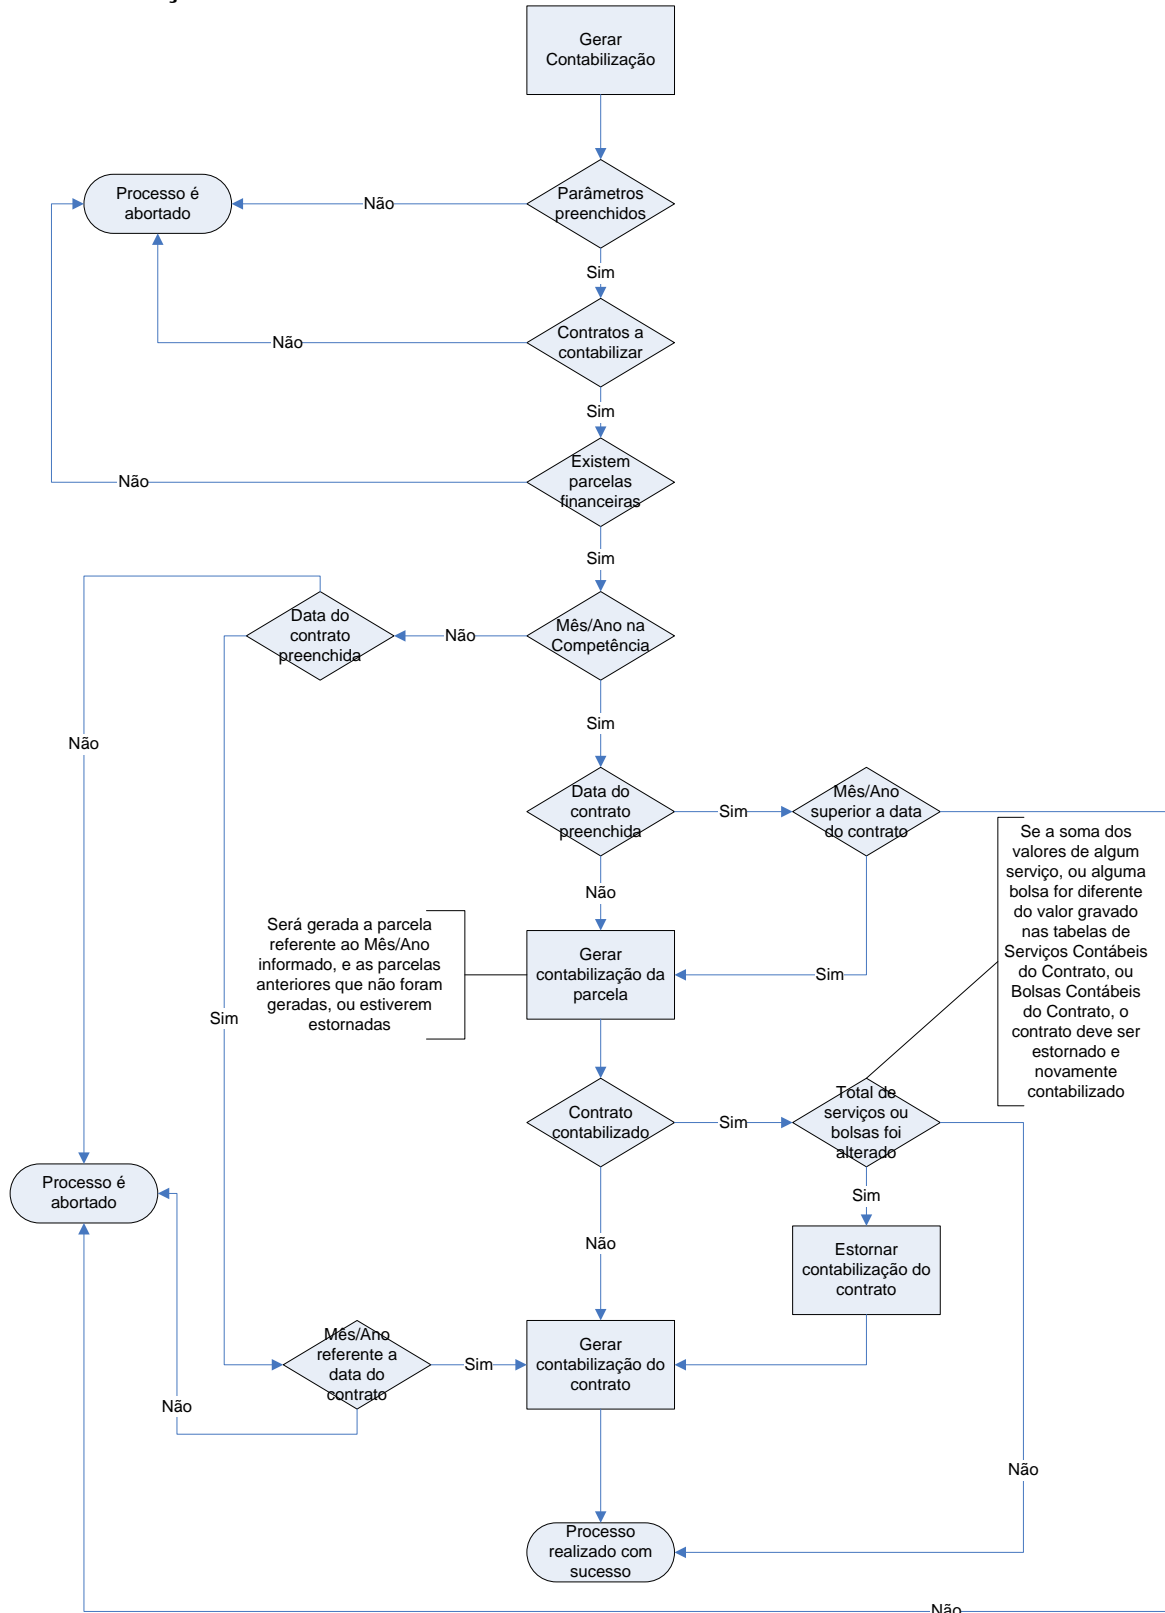 Gerar
Contabilização
Processo é
abortado
Não
Parâmetros
preenchidos
Sim
Não
Contratos a
contabilizar
Sim
Não
Existem
parcelas
financeiras
Sim
Data do
contrato
preenchida
Não
Mês/Ano na
Competência
Não
Sim
Data do
contrato
preenchida
Sim
Mês/Ano
superior a data
do contrato
Se a soma dos
valores de algum
serviço, ou alguma
bolsa for diferente
do valor gravado
nas tabelas de
Serviços Contábeis
do Contrato, ou
Bolsas Contábeis
do Contrato, o
contrato deve ser
estornado e
novamente
contabilizado
Não
Será gerada a parcela
referente ao Mês/Ano
informado, e as parcelas
anteriores que não foram
geradas, ou estiverem
estornadas
Gerar
contabilização da
parcela
Sim
Sim
Contrato
contabilizado
Sim
Total de
serviços ou
bolsas foi
alterado
Processo é
abortado
Sim
Não
Estornar
contabilização do
contrato
Mês/Ano
referente a
data do
contrato
Sim
Gerar
contabilização do
contrato
Não
Não
Processo
realizado com
sucesso
Não